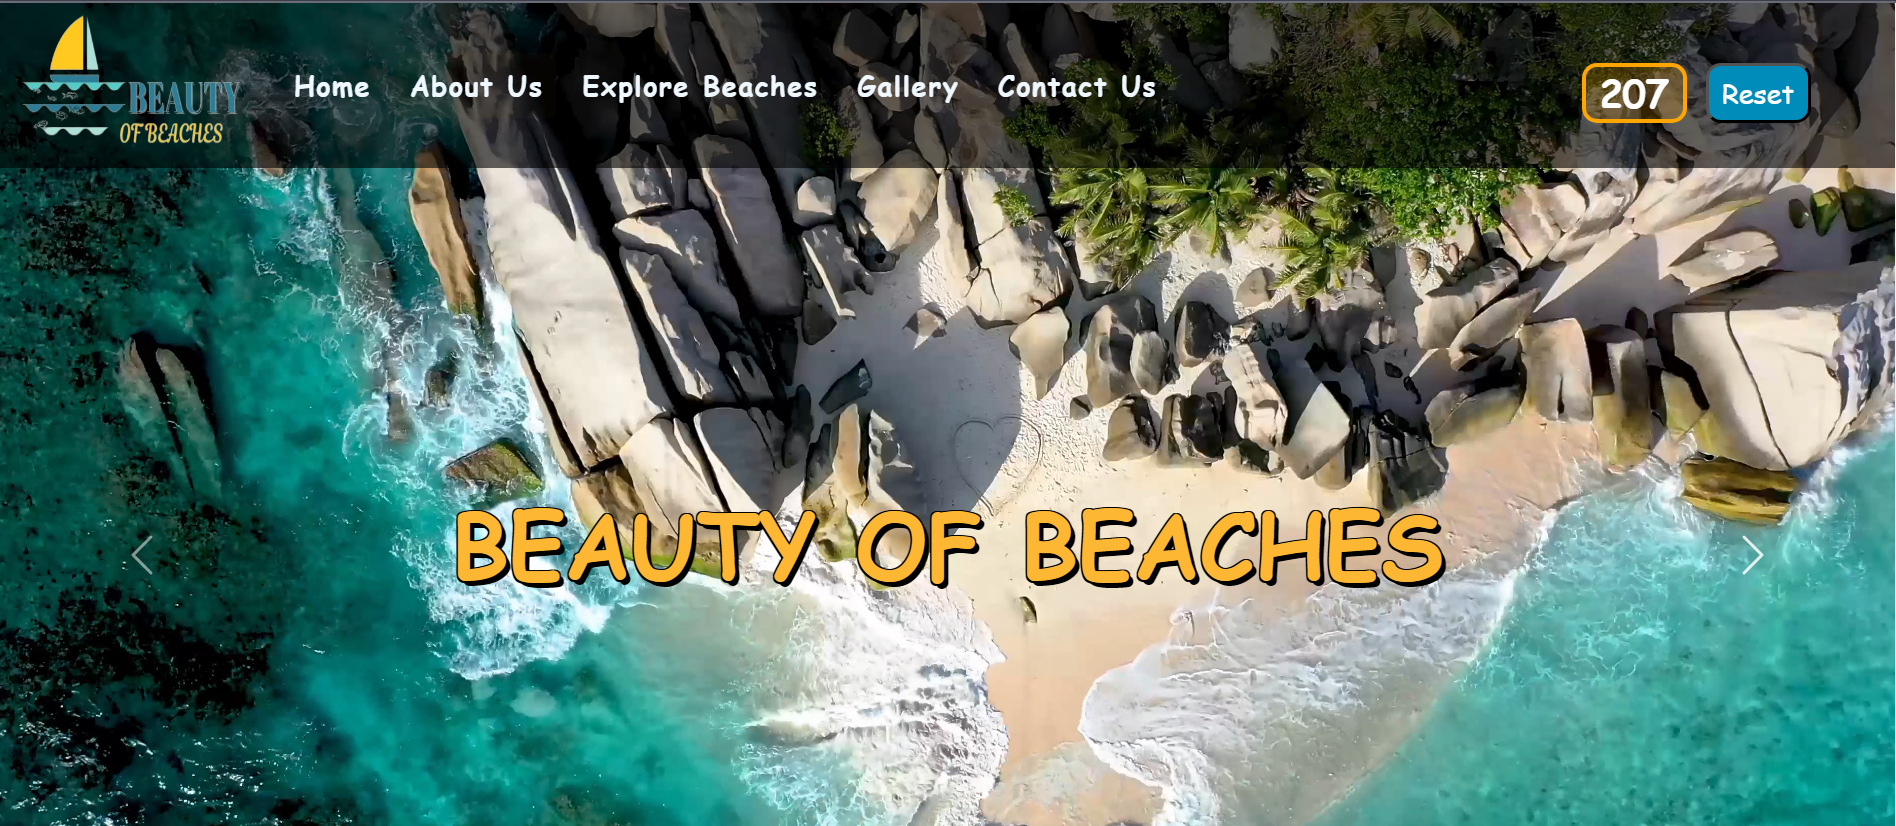 BEAUTY
OF BEACHES
Home About Us Explore Beaches Gallery Contact Us
207 Reset
BEAUTY OF BEACHES